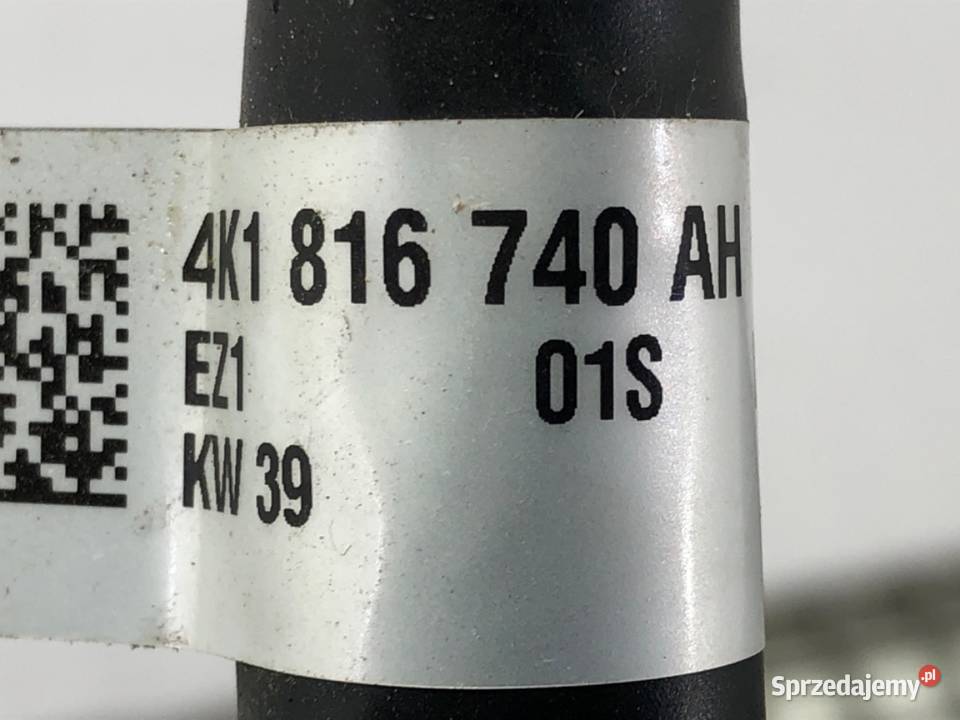 4K1 816 740 AH
EZ1 01S
KW 39
Sprzedajemy.pl